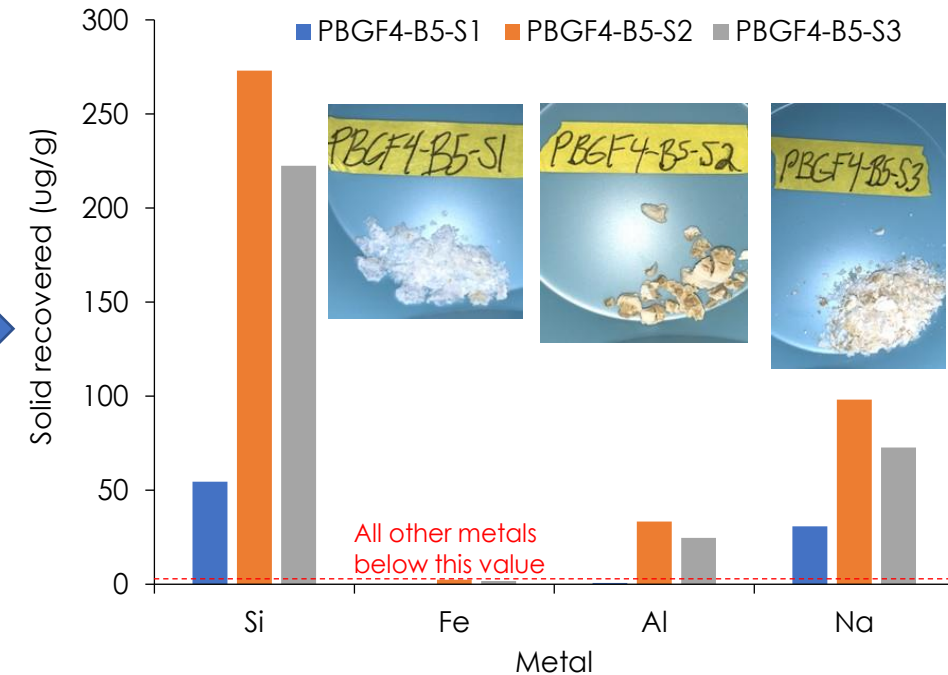 PBGF4-B5-S1 PBGF4-B5-S2 PBGF4-B5-S3
300
250
200
150
100
50
0
Solid recovered (ug/g)
PBGF4-B5-S1
PBGF4-B5-S2
PBGF4-B5-S3
All other metals
below this value
Si Fe Al Na
Metal